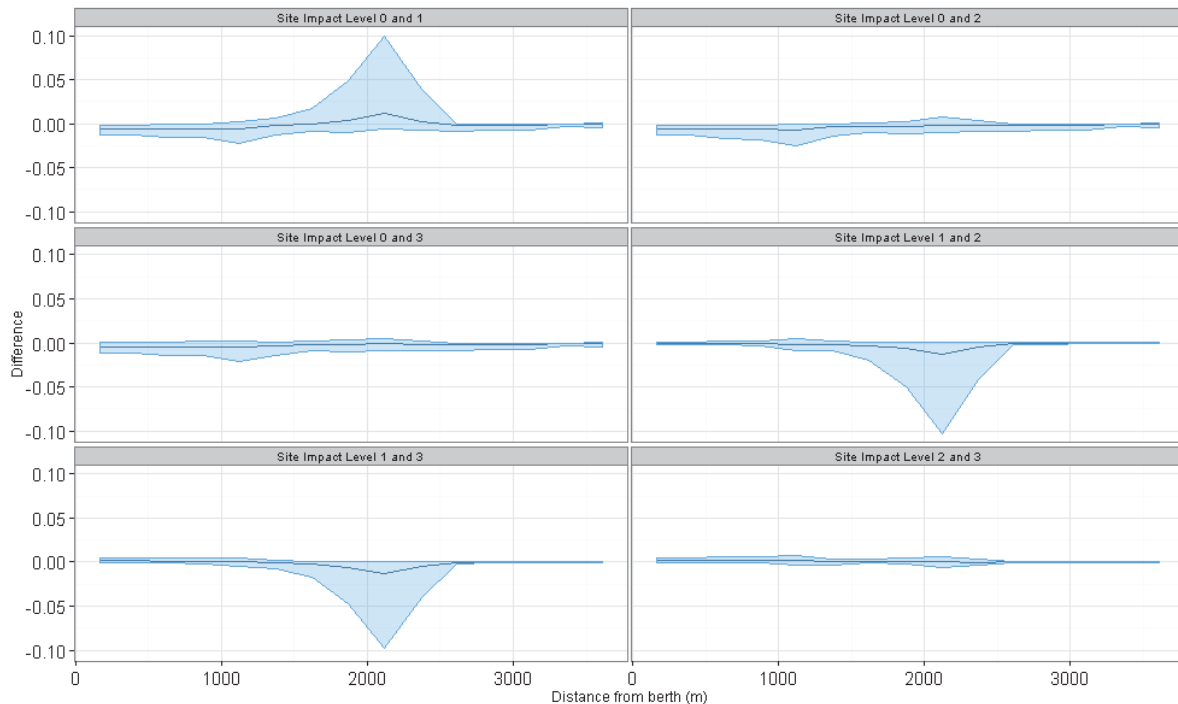 Site Impact Level 0 and 1
Site Impact Level 0 and 2
0.10
0.05
0.00
-0.05
-0.10
Site Impact Level 0 and 3
Site Impact Level 1 and 2
0.10
0.05
0.00
-0.05
-0.10
Difference
Site Impact Level 1 and 3
Site Impact Level 2 and 3
0.10
0.05
0.00
-0.05
-0.10
0 1000 2000 3000 0 1000 2000 3000
Distance from berth (m)